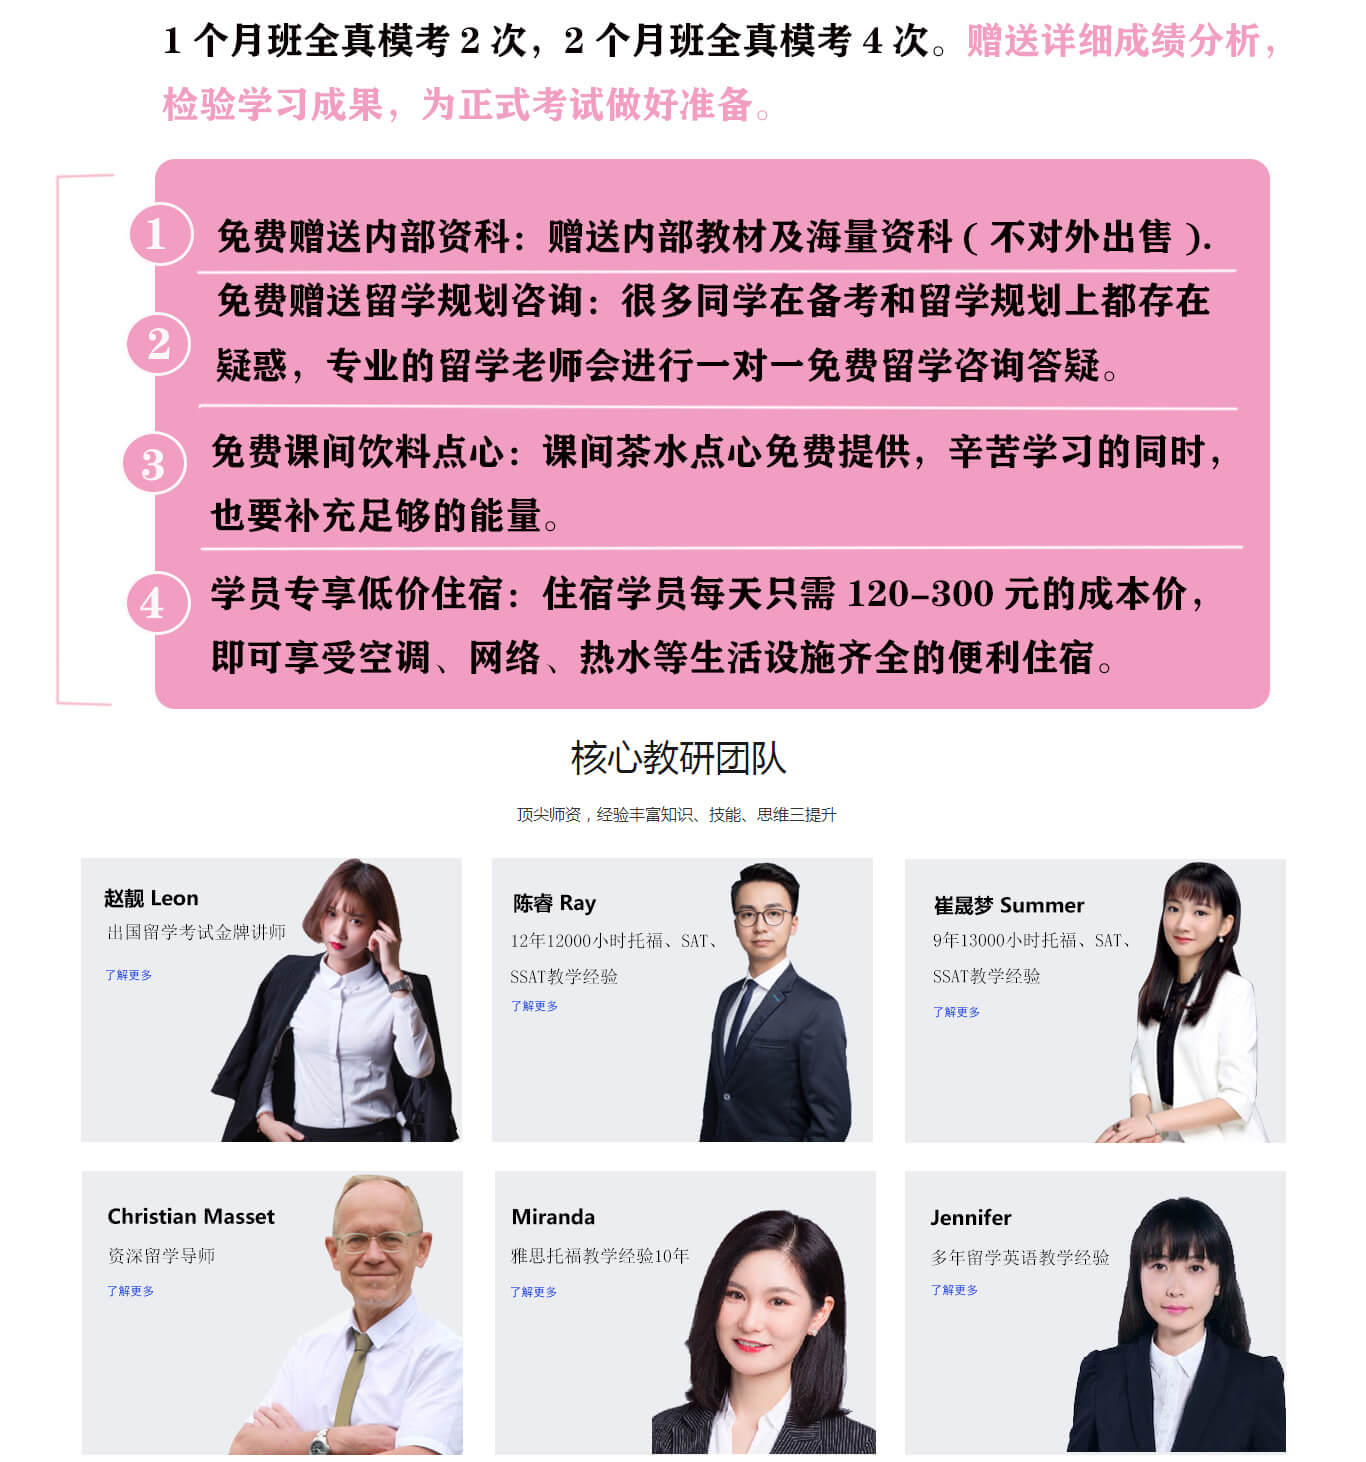 1个月班全真模考2次，2个月班全真模考4次。赠送详细成绩分析，
检验学习成果，为正式考试做好准备。
1
免费赠送内部资科：赠送内部教材及海量资科（不对外出售）.
2
免费赠送留学规划咨询：很多同学在备考和留学规划上都存在
疑惑，专业的留学老师会进行一对一免费留学咨询答疑。
3
免费课间饮料点心：课间茶水点心免费提供，辛苦学习的同时，
也要补充足够的能量。
4
学员专享低价住宿：住宿学员每天只需120-300元的成本价，
即可享受空调、网络、热水等生活设施齐全的便利住宿。
核心教研团队
顶尖师资，经验丰富知识、技能、思维三提升
赵靓 Leon
出国留学考试金牌讲师
了解更多
陈睿 Ray
12年12000小时托福、SAT、
SSAT教学经验
了解更多
崔晟梦 Summer
9年13000小时托福、SAT、
SSAT教学经验
了解更多
Christian Masset
资深留学导师
了解更多
Miranda
雅思托福教学经验10年
了解更多
Jennifer
多年留学英语教学经验
了解更多